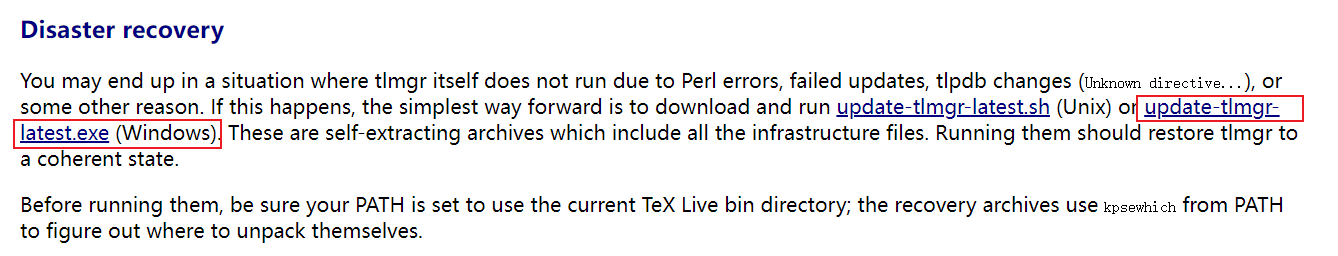 Disaster recovery
You may end up in a situation where tlmgr itself does not run due to Perl errors, failed updates, tlpdb changes (Unknown directive...), or
some other reason. If this happens, the simplest way forward is to download and run update-tlmgr-latest.sh (Unix) or update-tlmgr-
latest.exe (Windows). These are self-extracting archives which include all the infrastructure files. Running them should restore tlmgr to
a coherent state.
Before running them, be sure your PATH is set to use the current TeX Live bin directory; the recovery archives use kpsewhich from PATH
to figure out where to unpack themselves.